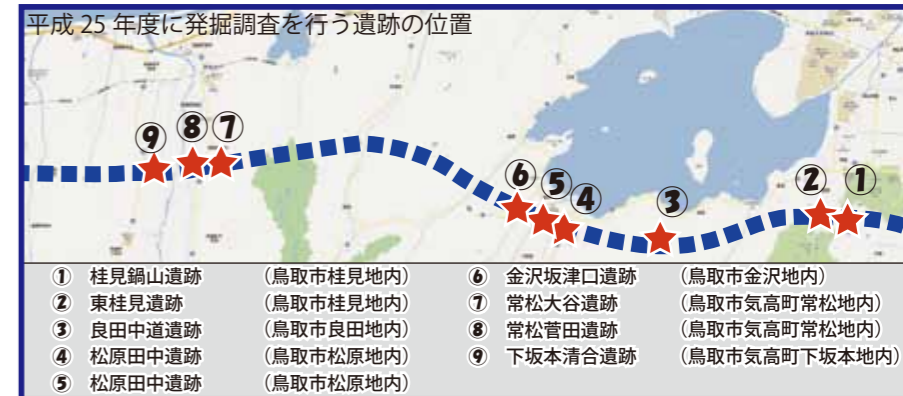 平成 25 年度に発掘調査を行う遺跡の位置
⑨ ⑧ ⑦ ⑥ ⑤ ④ ③ ② ①
① 桂見鍋山遺跡 （鳥取市桂見地内）
② 東桂見遺跡 （鳥取市桂見地内）
③ 良田中道遺跡 （鳥取市良田地内）
④ 松原田中遺跡 （鳥取市松原地内）
⑤ 松原田中遺跡 （鳥取市松原地内）
⑥ 金沢坂津口遺跡 （鳥取市金沢地内）
⑦ 常松大谷遺跡 （鳥取市気高町常松地内）
⑧ 常松菅田遺跡 （鳥取市気高町常松地内）
⑨ 下坂本清合遺跡 （鳥取市気高町下坂本地内）